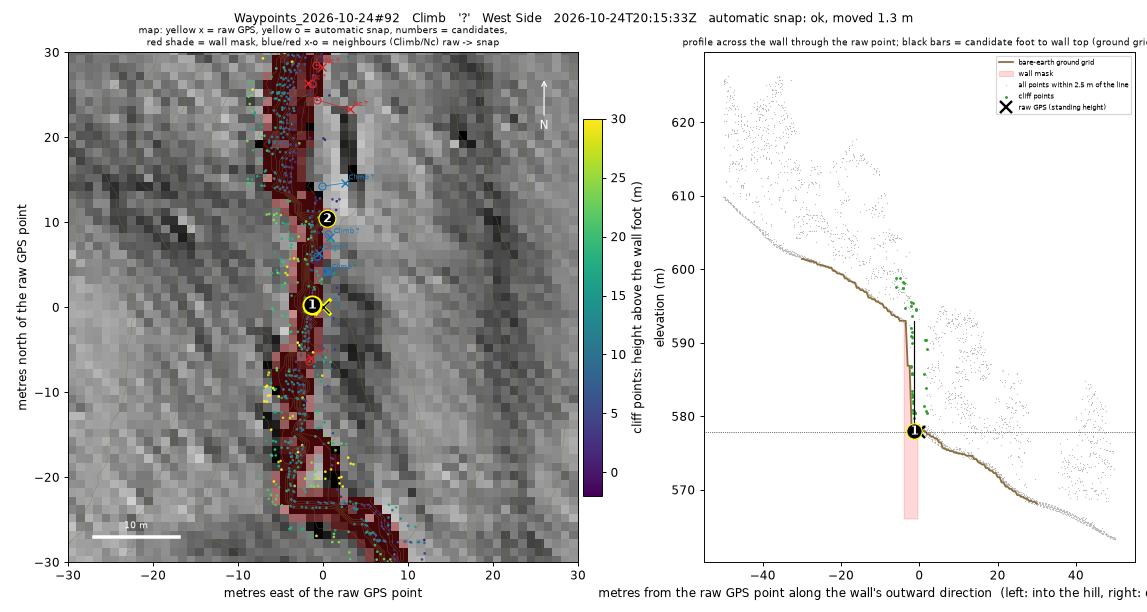 Waypoints_2026-10-24#92   Climb   '?'   West Side   2026-10-24T20:15:33Z   automatic snap: ok, moved 1.3 m
map: yellow x = raw GPS, yellow o = automatic snap, numbers = candidates,
red shade = wall mask, blue/red x-o = neighbours (Climb/Nc) raw -> snap
profile across the wall through the raw point; black bars = candidate foot to wall top (ground gri
metres north of the raw GPS point
30
20
10
0
−10
−20
−30
−30
−20
−10
0
10
20
30
metres east of the raw GPS point
N
10 m
1
2
Climb ?
30
25
20
15
10
5
0
cliff points: height above the wall foot (m)
elevation (m)
620
610
600
590
580
570
bare-earth ground grid
wall mask
all points within 2.5 m of the line
cliff points
raw GPS (standing height)
1
−40
−20
0
20
40
metres from the raw GPS point along the wall's outward direction  (left: into the hill, right: